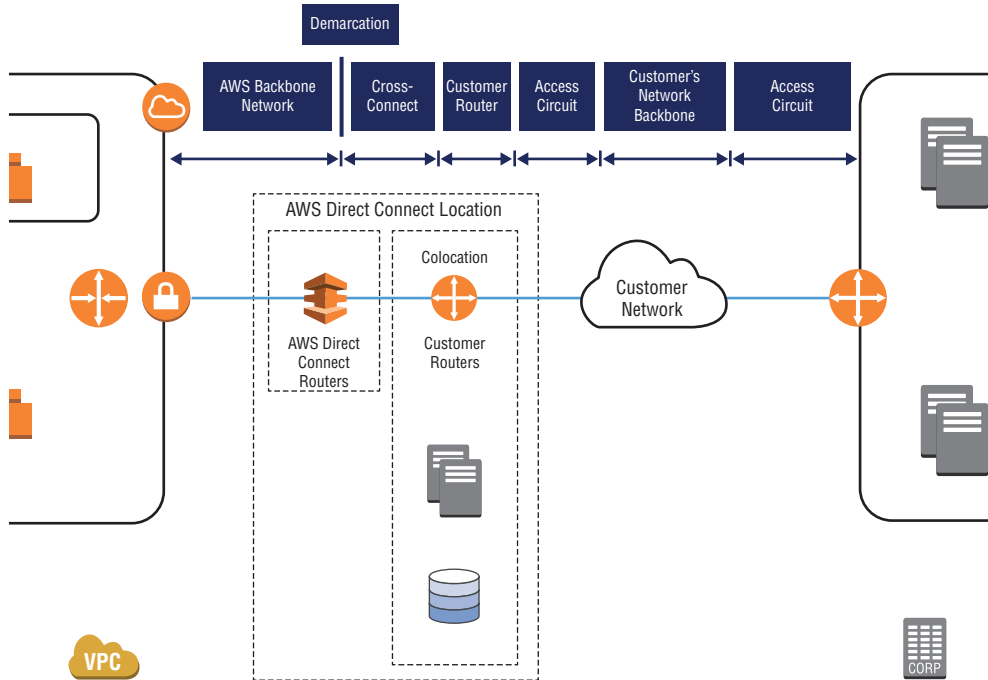 Demarcation
AWS Backbone
Network
Cross-
Connect
Customer
Router
Access
Circuit
Customer's
Network
Backbone
Access
Circuit
AWS Direct Connect Location
Colocation
AWS Direct
Connect
Routers
Customer
Routers
Customer
Network
VPC
CORP